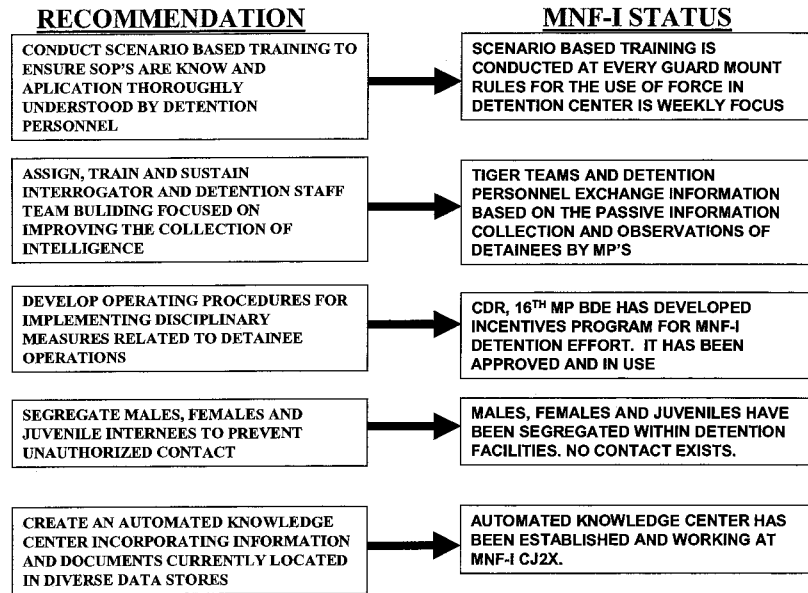 RECOMMENDATION
MNF-I STATUS
CONDUCT SCENARIO BASED TRAINING TO
ENSURE SOP'S ARE KNOW AND
APLICATION THOROUGHLY
UNDERSTOOD BY DETENTION
PERSONNEL
SCENARIO BASED TRAINING IS
CONDUCTED AT EVERY GUARD MOUNT
RULES FOR THE USE OF FORCE IN
DETENTION CENTER IS WEEKLY FOCUS
ASSIGN, TRAIN AND SUSTAIN
INTERROGATOR AND DETENTION STAFF
TEAM BULIDING FOCUSED ON
IMPROVING THE COLLECTION OF
INTELLIGENCE
TIGER TEAMS AND DETENTION
PERSONNEL EXCHANGE INFORMATION
BASED ON THE PASSIVE INFORMATION
COLLECTION AND OBSERVATIONS OF
DETAINEES BY MP'S
DEVELOP OPERATING PROCEDURES FOR
IMPLEMENTING DISCIPLINARY
MEASURES RELATED TO DETAINEE
OPERATIONS
CDR, 16TH MP BDE HAS DEVELOPED
INCENTIVES PROGRAM FOR MNF-I
DETENTION EFFORT. IT HAS BEEN
APPROVED AND IN USE
SEGREGATE MALES, FEMALES AND
JUVENILE INTERNEES TO PREVENT
UNAUTHORIZED CONTACT
MALES, FEMALES AND JUVENILES HAVE
BEEN SEGREGATED WITHIN DETENTION
FACILITIES. NO CONTACT EXISTS.
CREATE AN AUTOMATED KNOWLEDGE
CENTER INCORPORATING INFORMATION
AND DOCUMENTS CURRENTLY LOCATED
IN DIVERSE DATA STORES
AUTOMATED KNOWLEDGE CENTER HAS
BEEN ESTABLISHED AND WORKING AT
MNF-I CJ2X.